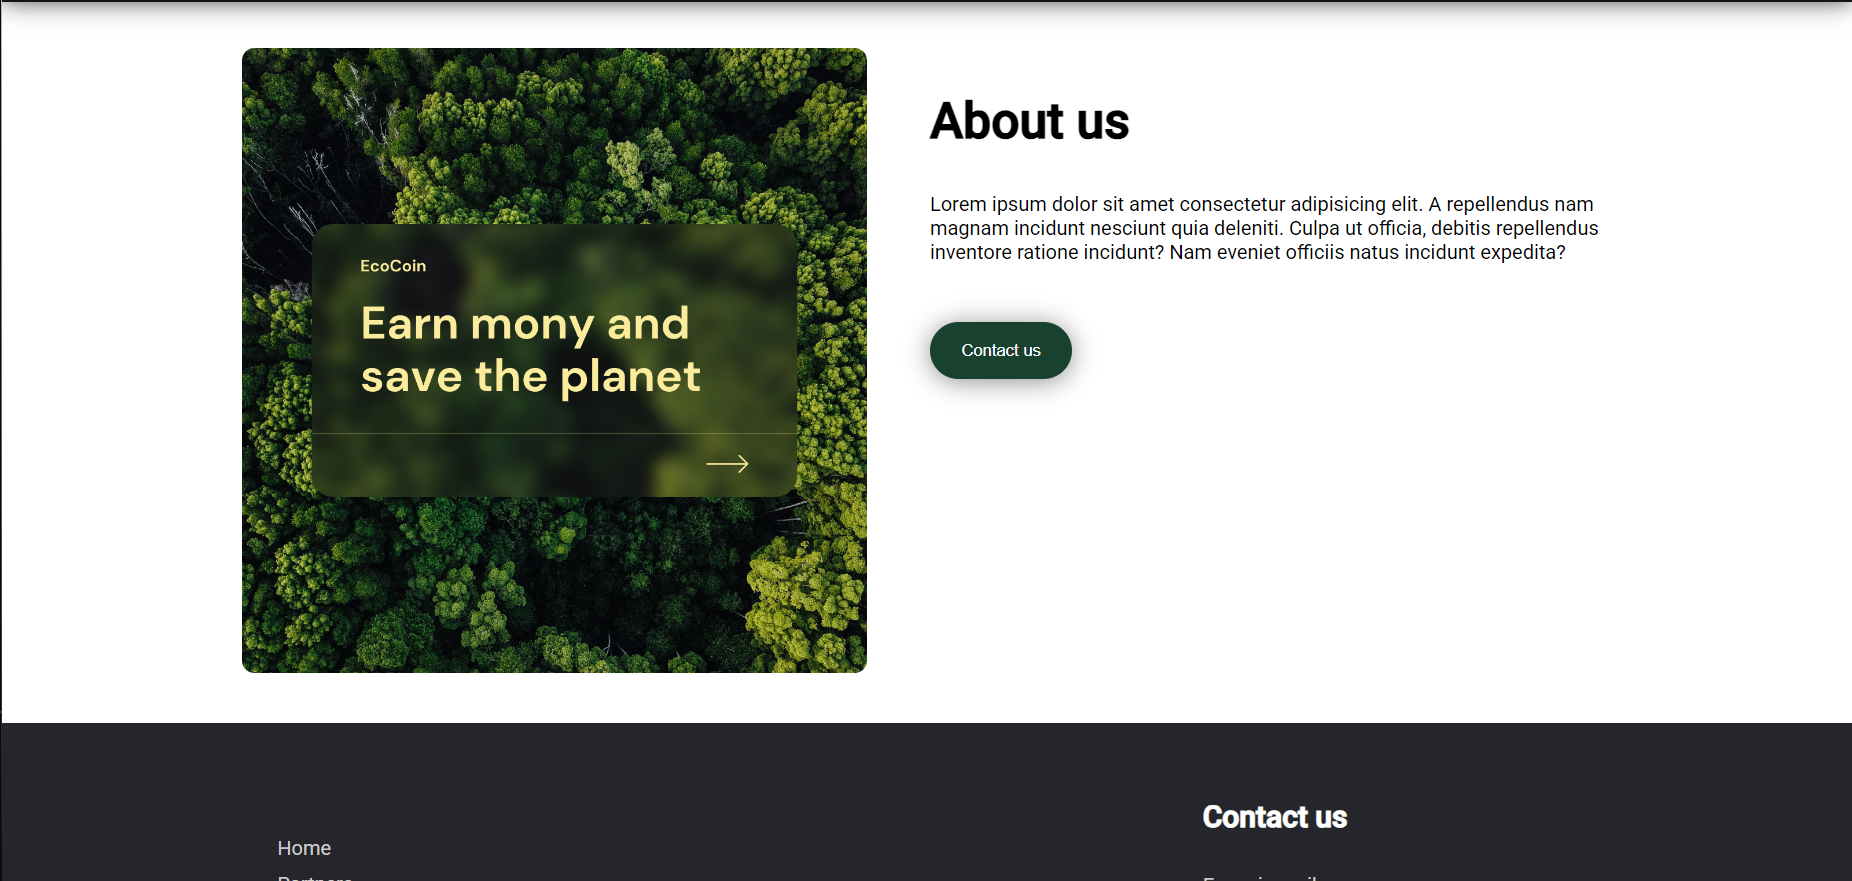 EcoCoin
Earn mony and
save the planet
About us
Lorem ipsum dolor sit amet consectetur adipisicing elit. A repellendus nam
magnam incidunt nesciunt quia deleniti. Culpa ut officia, debitis repellendus
inventore ratione incidunt? Nam eveniet officiis natus incidunt expedita?
Contact us
Home
Contact us